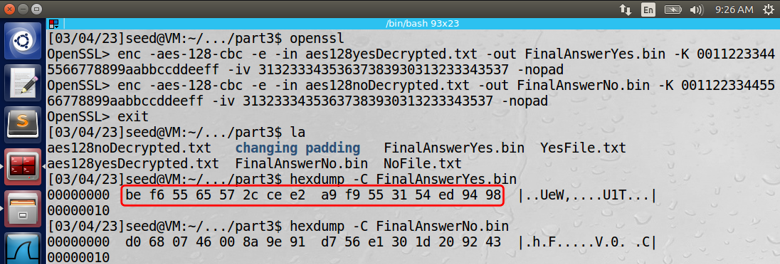 En
9:26 AM
/bin/bash 93x23
[03/04/23]seed@VM:~/.../part3$ openssl
OpenSSL> enc -aes-128-cbc -e -in aes128yesDecrypted.txt -out FinalAnswerYes.bin -K 0011223344
5566778899aabbccddeeff -iv 31323334353637383930313233343537 -nopad
OpenSSL> enc -aes-128-cbc -e -in aes128noDecrypted.txt -out FinalAnswerNo.bin -K 001122334455
66778899aabbccddeeff -iv 31323334353637383930313233343537 -nopad
OpenSSL> exit
[03/04/23]seed@VM:~/.../part3$ la
aes128noDecrypted.txt changing padding FinalAnswerYes.bin YesFile.txt
aes128yesDecrypted.txt FinalAnswerNo.bin NoFile.txt
[03/04/23]seed@VM:~/.../part3$ hexdump -C FinalAnswerYes.bin
00000000 be f6 55 65 57 2c ce e2 a9 f9 55 31 54 ed 94 98 |..UeW,....U1T...|
00000010
[03/04/23]seed@VM:~/.../part3$ hexdump -C FinalAnswerNo.bin
00000000 d0 68 07 46 00 8a 9e 91 d7 56 e1 30 1d 20 92 43 |.h.F.....V.0. .C|
00000010